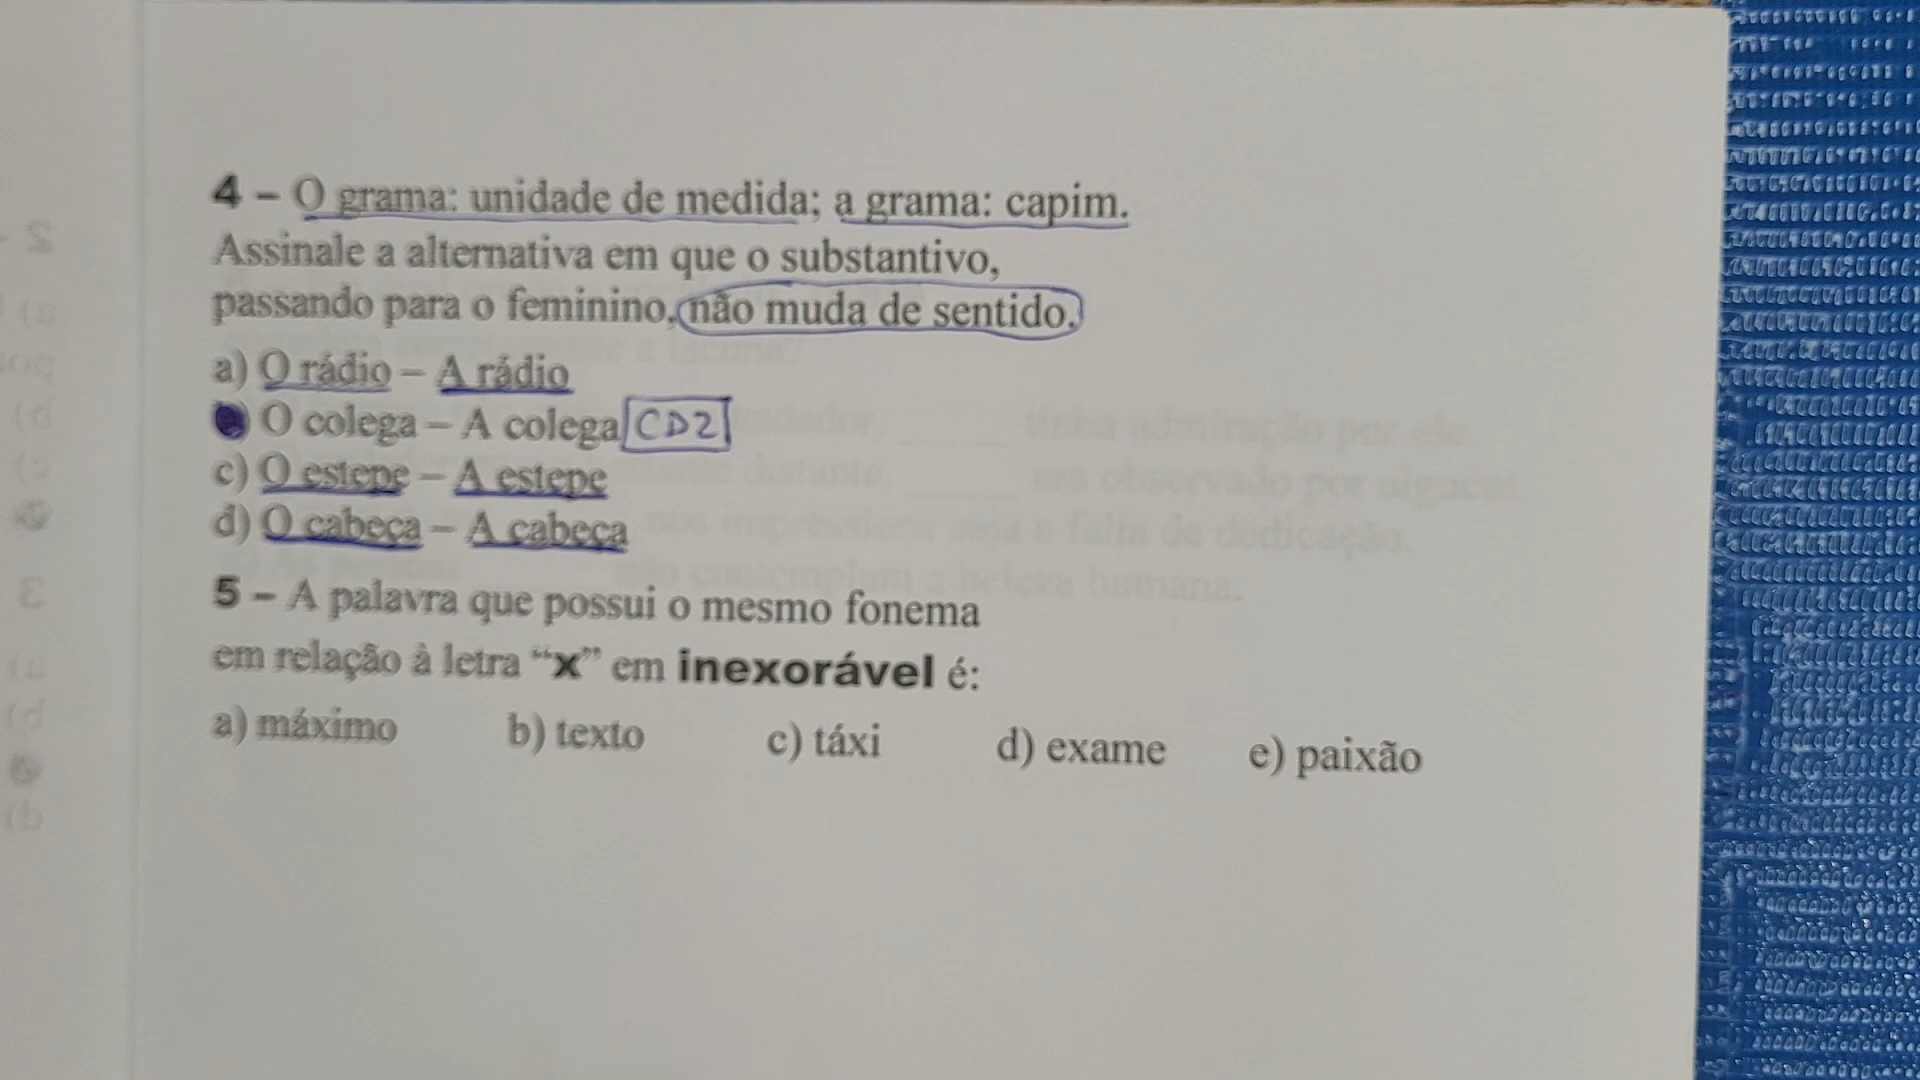 4 – O grama: unidade de medida; a grama: capim.
Assinale a alternativa em que o substantivo,
passando para o feminino, não muda de sentido.
a) O rádio – A rádio
) O colega – A colega CD2
c) O estepe – A estepe
d) O cabeça – A cabeça
5 – A palavra que possui o mesmo fonema
em relação à letra “x” em inexorável é:
a) máximo b) texto c) táxi d) exame e) paixão